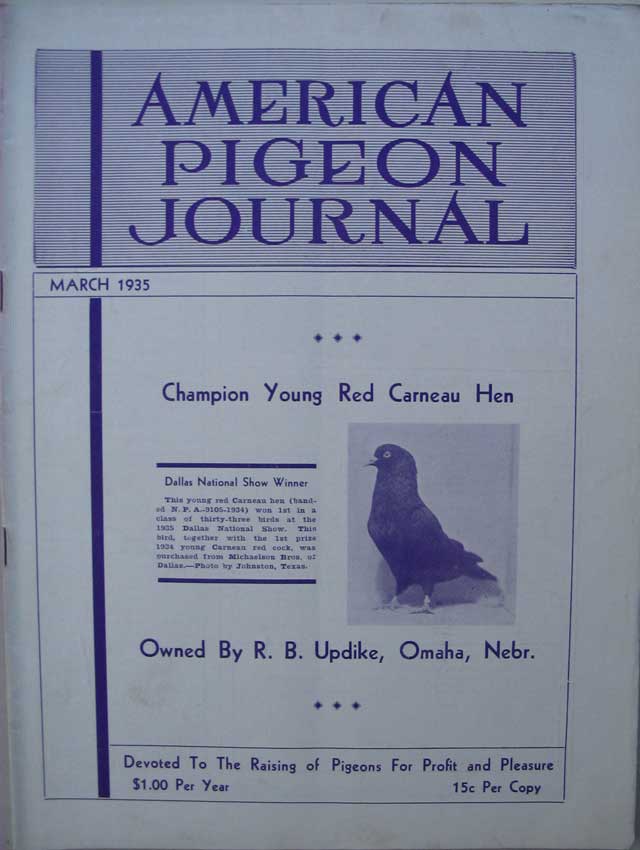 AMERICAN
PIGEON
JOURNAL
MARCH 1935
Champion Young Red Carneau Hen
Dallas National Show Winner
This young red Carneau hen (band-
ed N. P. A.-9105-1934) won 1st in a
class of thirty-three birds at the
1935 Dallas National Show. This
bird, together with the 1st prize
1934 young Carneau red cock, was
purchased from Michaelson Bros. of
Dallas.—Photo by Johnston, Texas.
Owned By R. B. Updike, Omaha, Nebr.
Devoted To The Raising of Pigeons For Profit and Pleasure
$1.00 Per Year 15c Per Copy